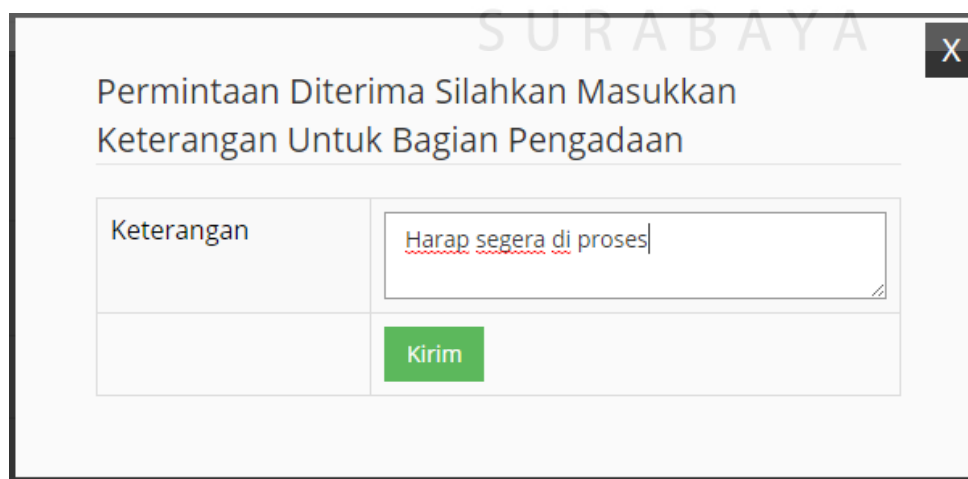 SURABAYA
X
Permintaan Diterima Silahkan Masukkan
Keterangan Untuk Bagian Pengadaan
Keterangan
Harap segera di proses
Kirim